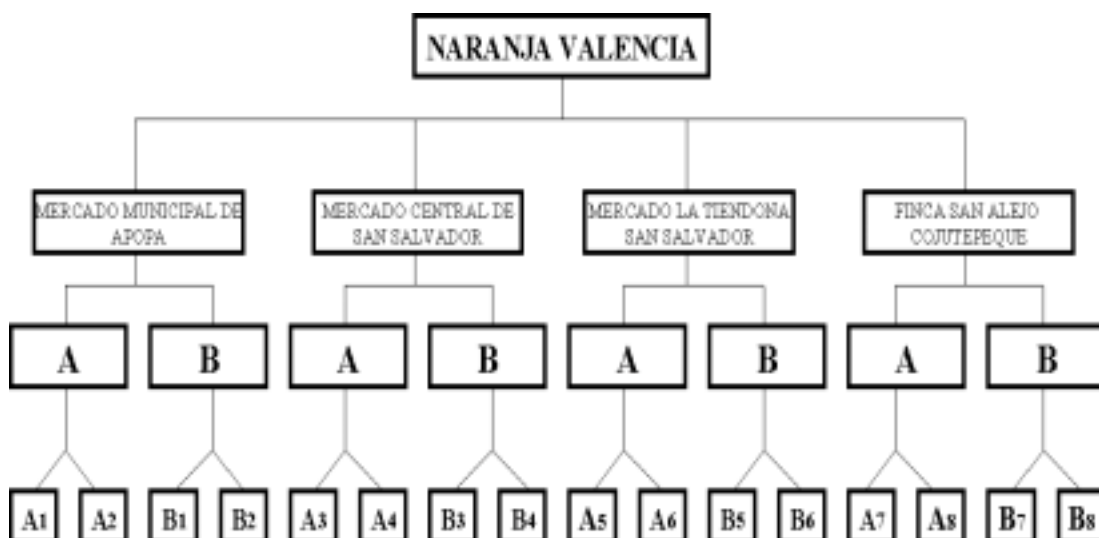 NARANJA VALENCIA
MERCADO MUNICIPAL DE
APOPA
MERCADO CENTRAL DE
SAN SALVADOR
MERCADO LA TIENDONA
SAN SALVADOR
FINCA SAN ALEJO
COJUTEPEQUE
A B A B A B A B
A1 A2 B1 B2 A3 A4 B3 B4 A5 A6 B5 B6 A7 A8 B7 B8